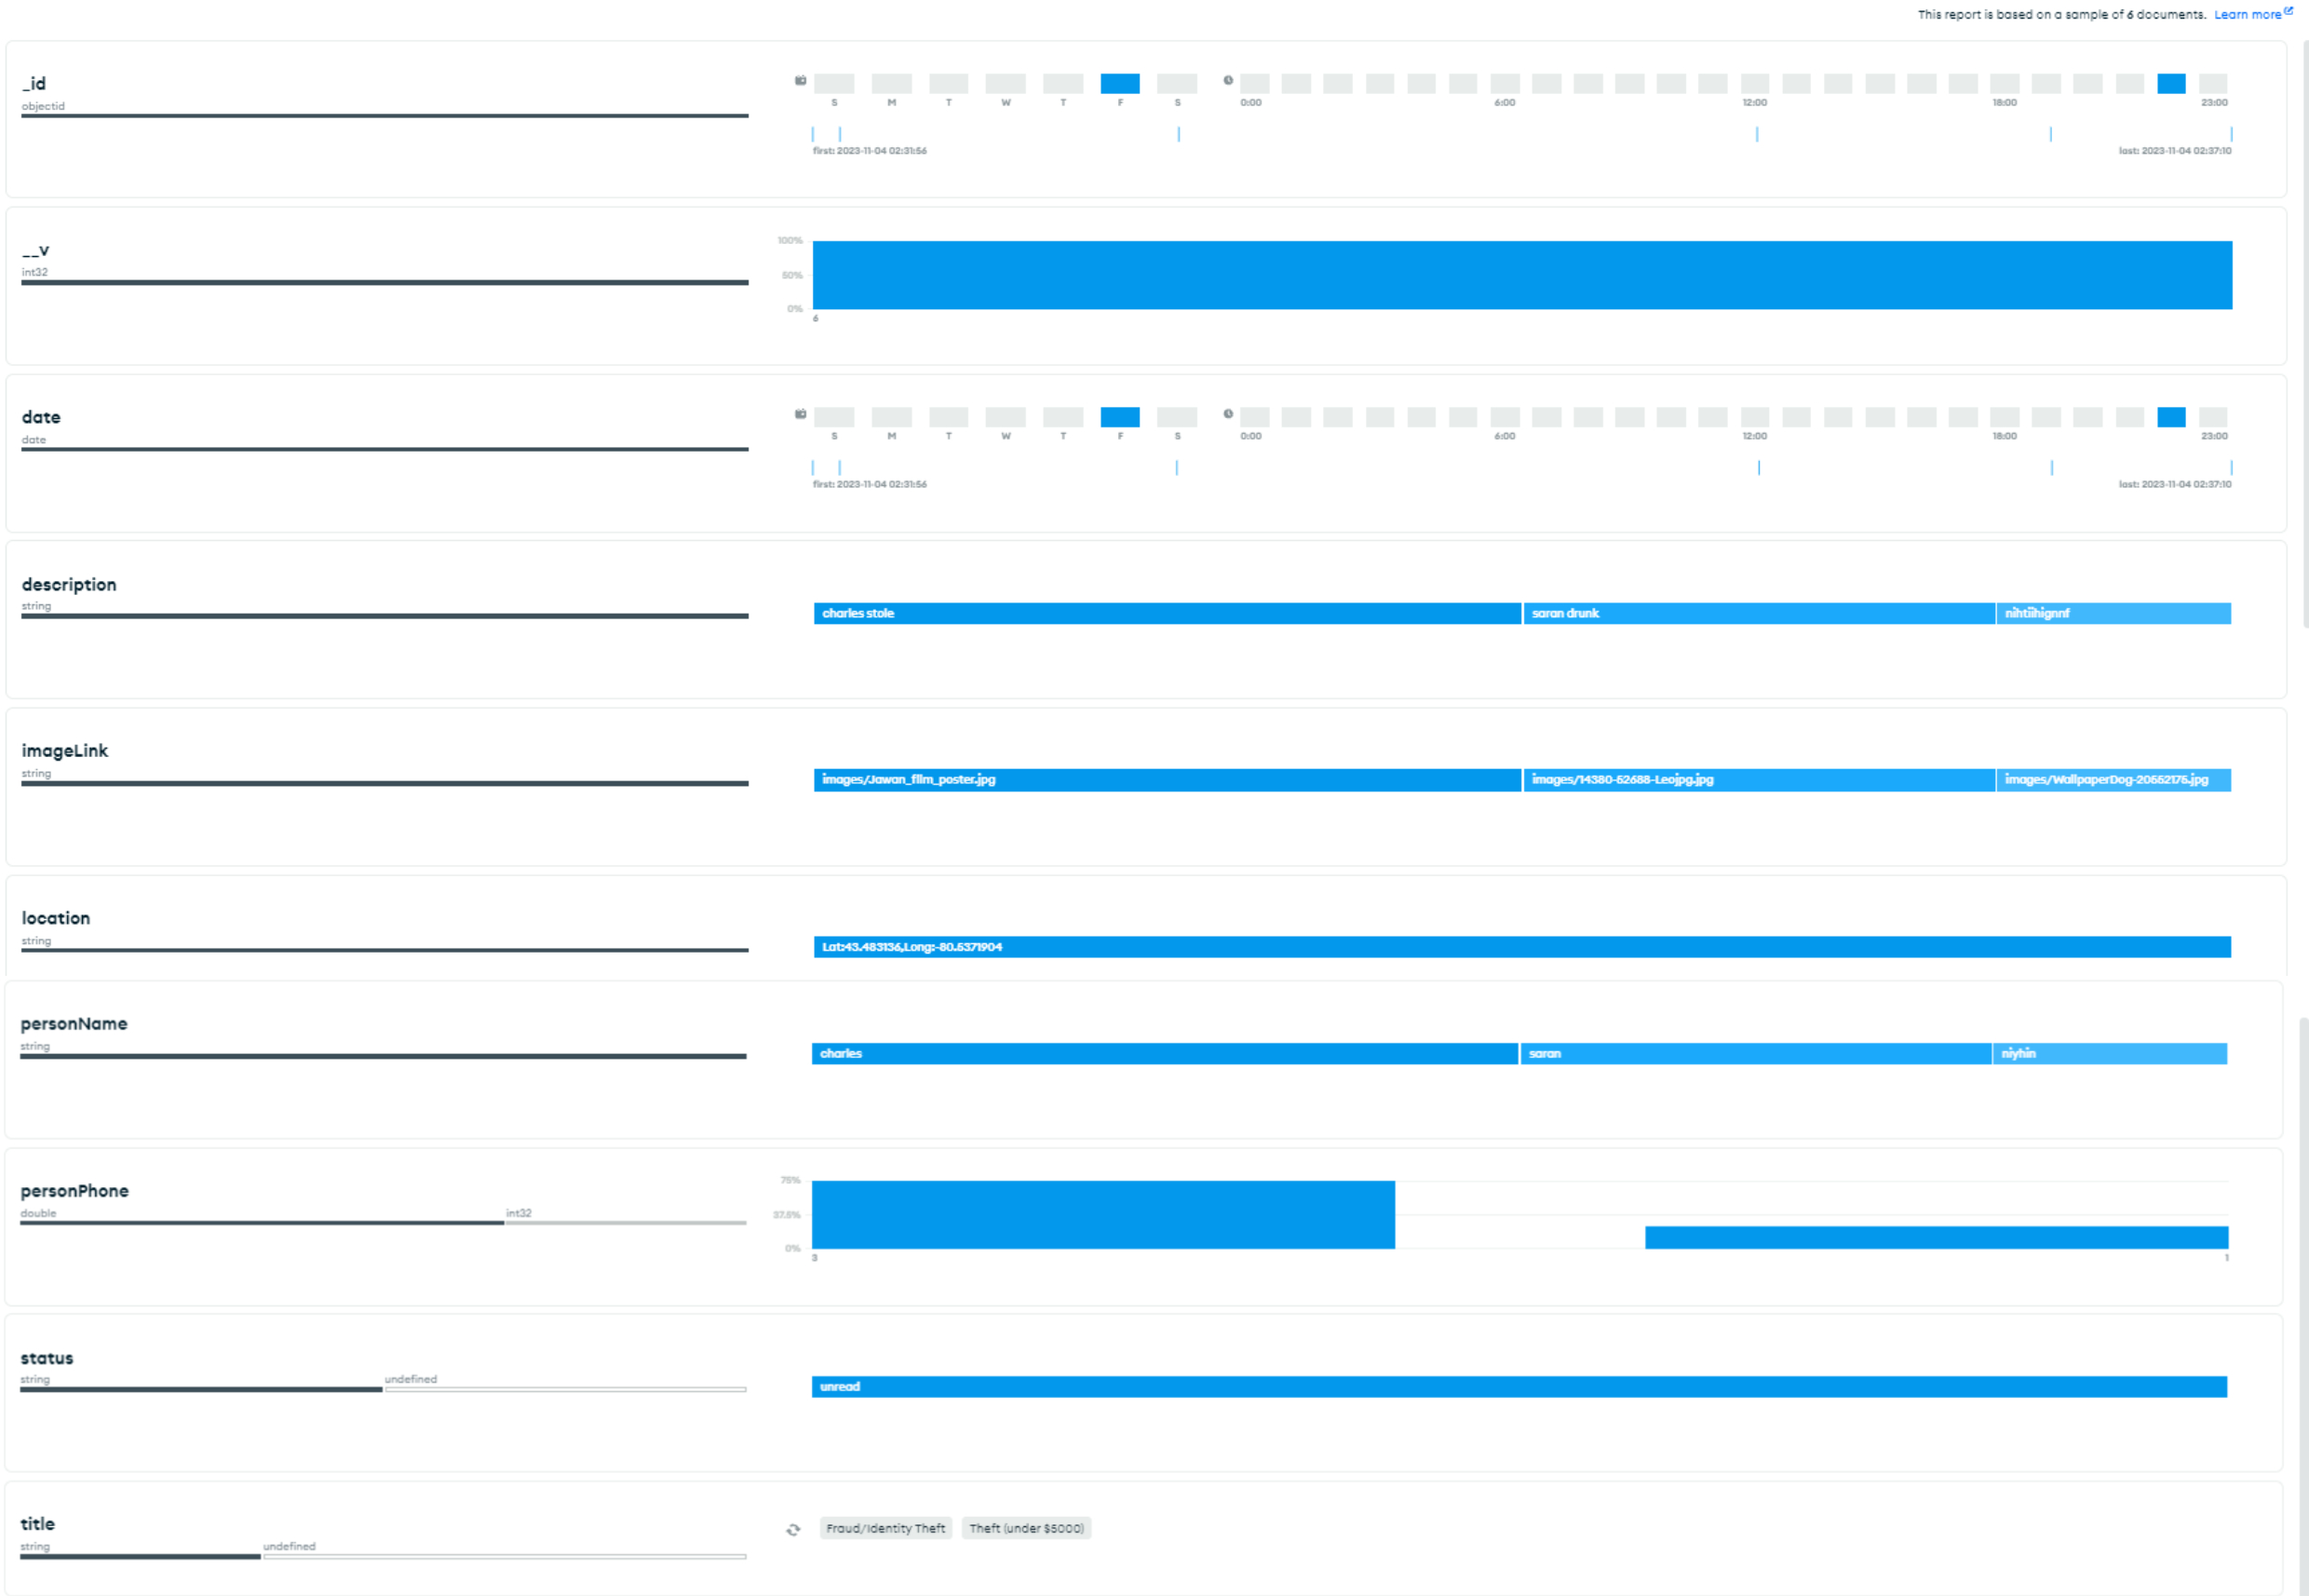 This report is based on a sample of 6 documents. Learn more
_id
objectid
S M T W T F S
0:00 6:00 12:00 18:00 23:00
first: 2023-11-04 02:31:56
last: 2023-11-04 02:37:10
__v
int32
100%
50%
0%
6
date
date
S M T W T F S
0:00 6:00 12:00 18:00 23:00
first: 2023-11-04 02:31:56
last: 2023-11-04 02:37:10
description
string
charles stole saran drunk nihtiihignnf
imageLink
string
images/Jawan_film_poster.jpg images/14380-52688-Leojpg.jpg images/WallpaperDog-20552175.jpg
location
string
Lat:43.483136,Long:-80.5371904
personName
string
charles saran niyhin
personPhone
double int32
75%
37.5%
0%
3 1
status
string undefined
unread
title
string undefined
Fraud/Identity Theft Theft (under $5000)